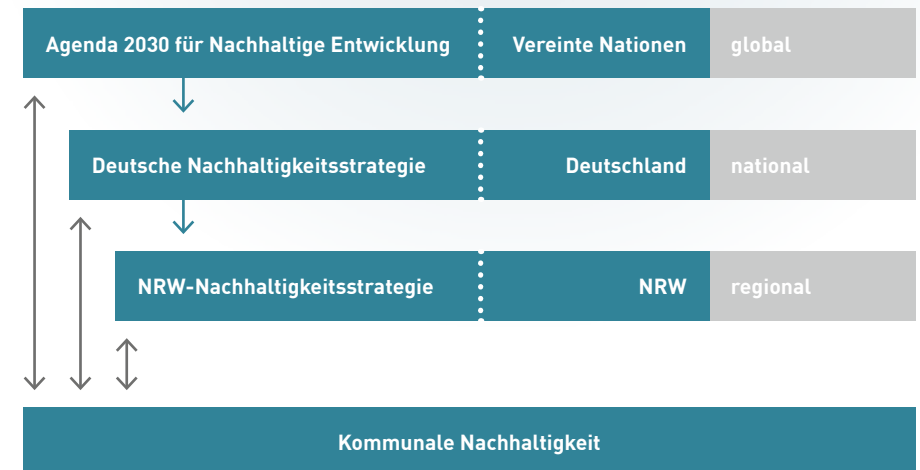 Agenda 2030 für Nachhaltige Entwicklung Vereinte Nationen global
Deutsche Nachhaltigkeitsstrategie Deutschland national
NRW-Nachhaltigkeitsstrategie NRW regional
Kommunale Nachhaltigkeit